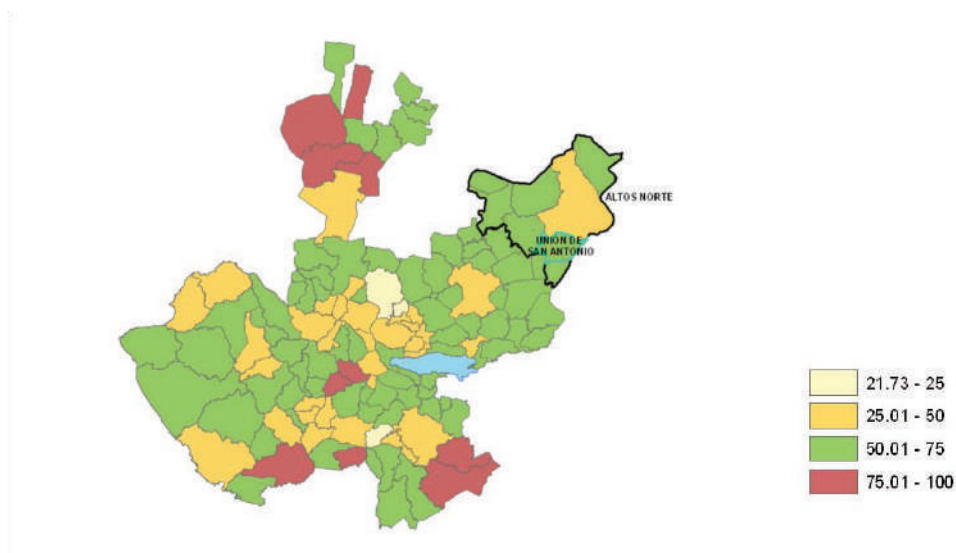 ALTOS NORTE
UNION DE
SAN ANTONIO
21.73 - 25
25.01 - 50
50.01 - 75
75.01 - 100